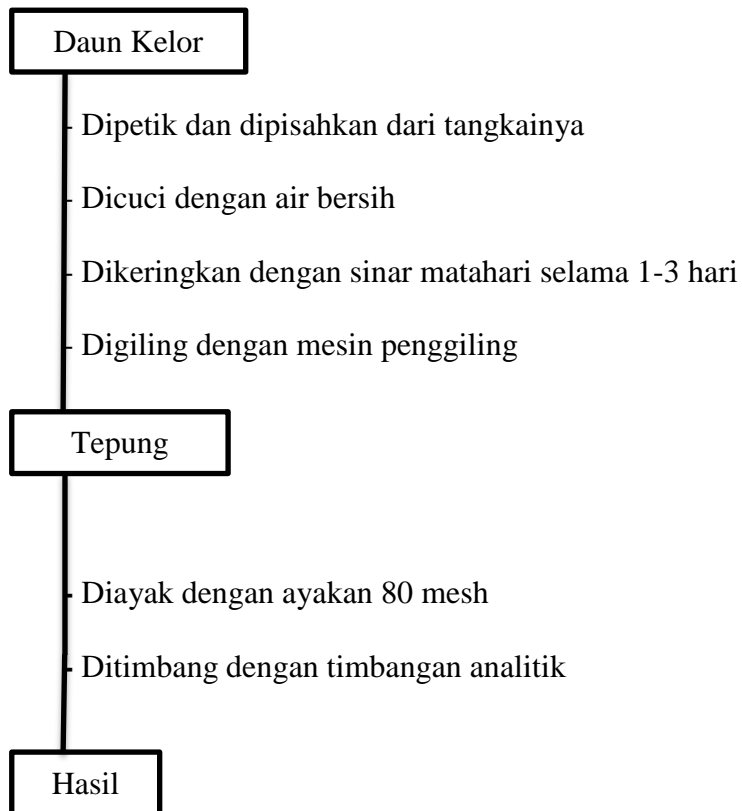 Daun Kelor
- Dipetik dan dipisahkan dari tangkainya
- Dicuci dengan air bersih
- Dikeringkan dengan sinar matahari selama 1-3 hari
- Digiling dengan mesin penggiling
Tepung
- Diayak dengan ayakan 80 mesh
- Ditimbang dengan timbangan analitik
Hasil